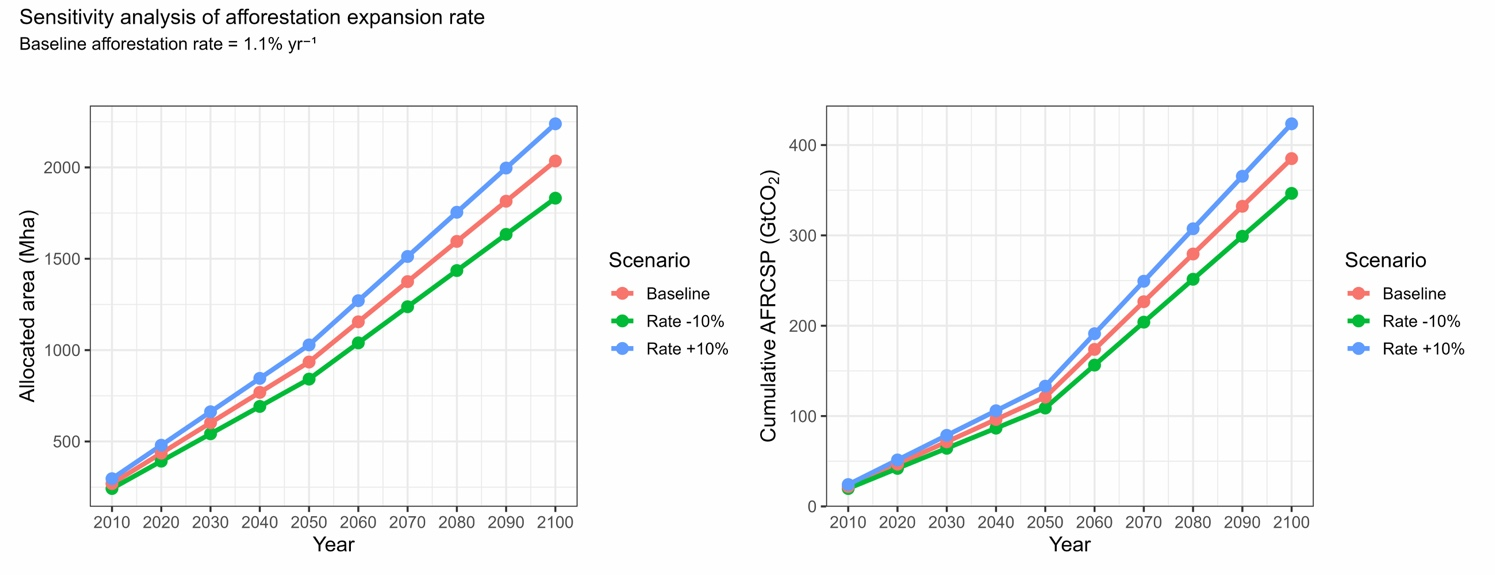 Sensitivity analysis of afforestation expansion rate
Baseline afforestation rate = 1.1% yr⁻¹
Allocated area (Mha)
2000
1500
1000
500
2010 2020 2030 2040 2050 2060 2070 2080 2090 2100
Year
Scenario
Baseline
Rate -10%
Rate +10%
Cumulative AFRCSP (GtCO₂)
400
300
200
100
0
2010 2020 2030 2040 2050 2060 2070 2080 2090 2100
Year
Scenario
Baseline
Rate -10%
Rate +10%